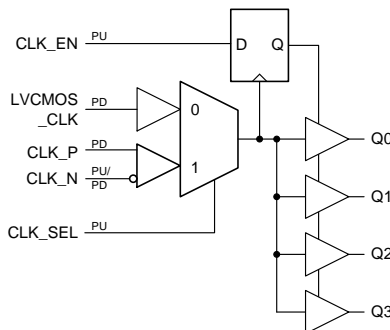 CLK_EN PU
D Q
LVCMOS
_CLK PD
0
CLK_P PD
CLK_N PU/
PD
1
CLK_SEL PU
Q0
Q1
Q2
Q3